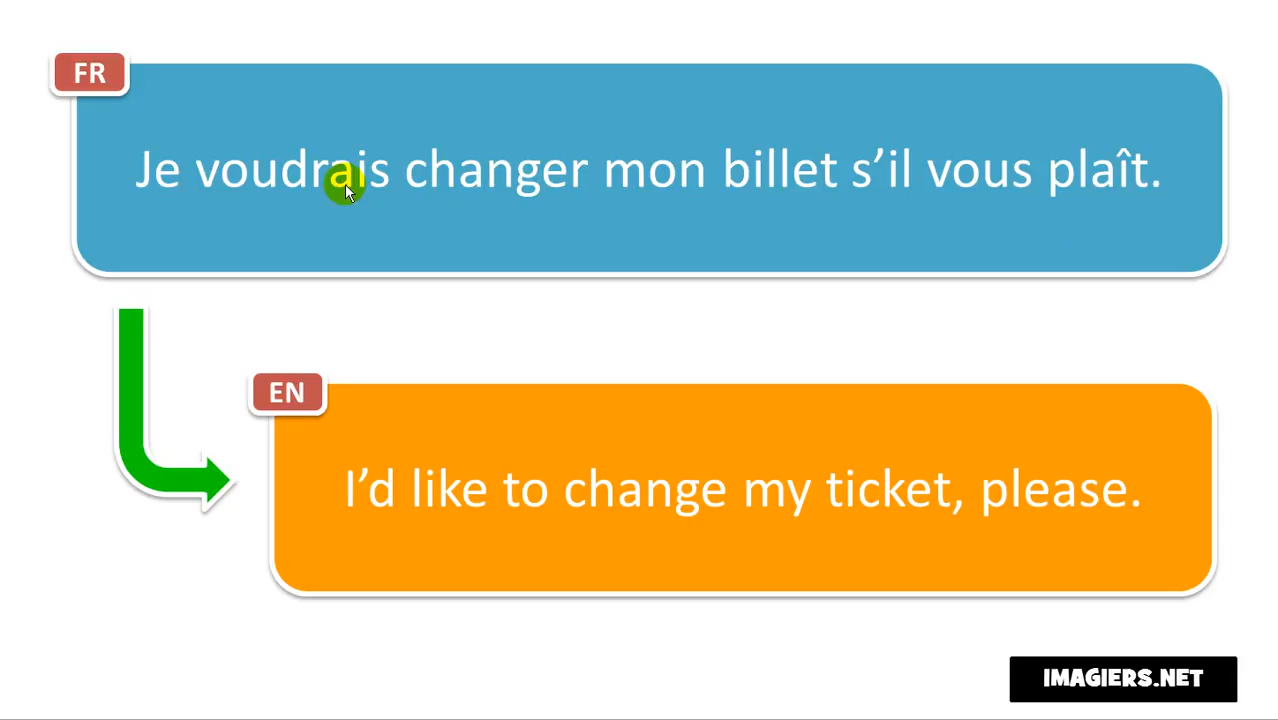 FR
Je voudrais changer mon billet s’il vous plaît.
EN
I’d like to change my ticket, please.
IMAGIERS.NET